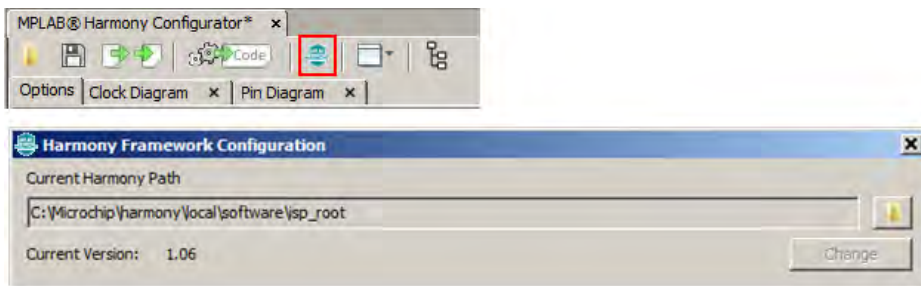 MPLAB® Harmony Configurator* x
Code
Options Clock Diagram x Pin Diagram x
Harmony Framework Configuration
Current Harmony Path
C:\Microchip\harmony\local\software\isp_root
Current Version: 1.06 Change